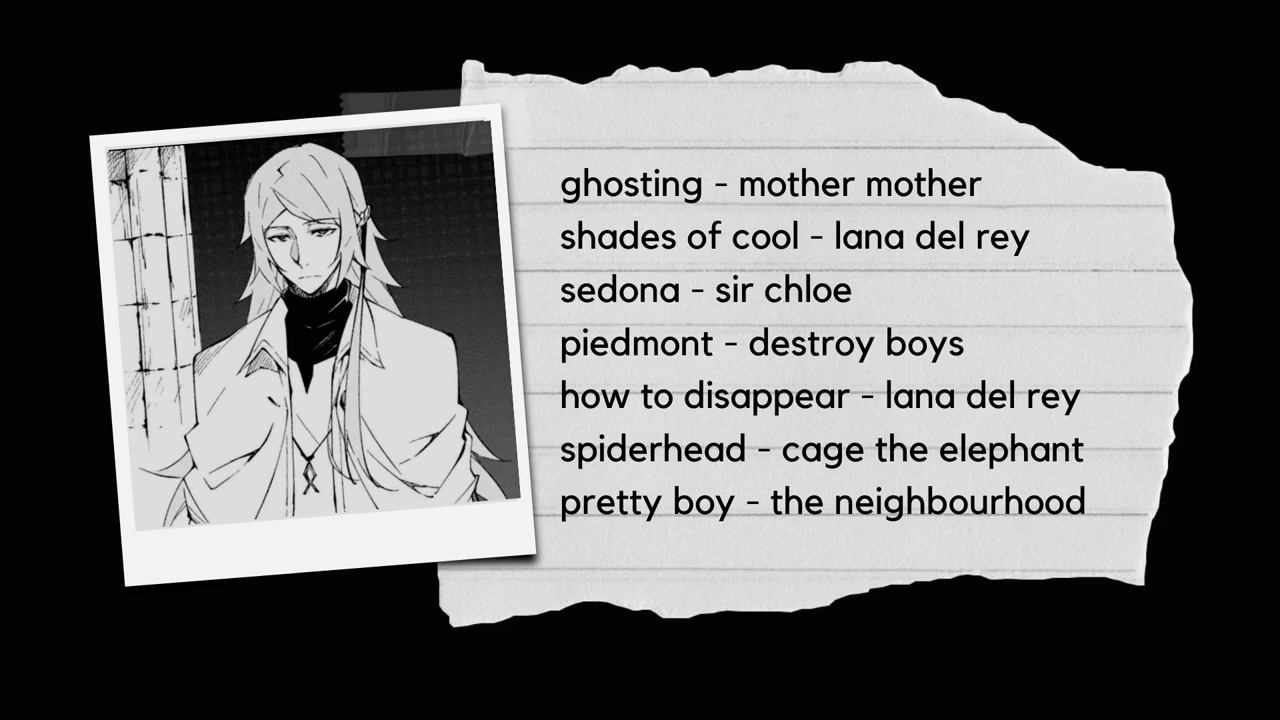 ghosting - mother mother
shades of cool - lana del rey
sedona - sir chloe
piedmont - destroy boys
how to disappear - lana del rey
spiderhead - cage the elephant
pretty boy - the neighbourhood